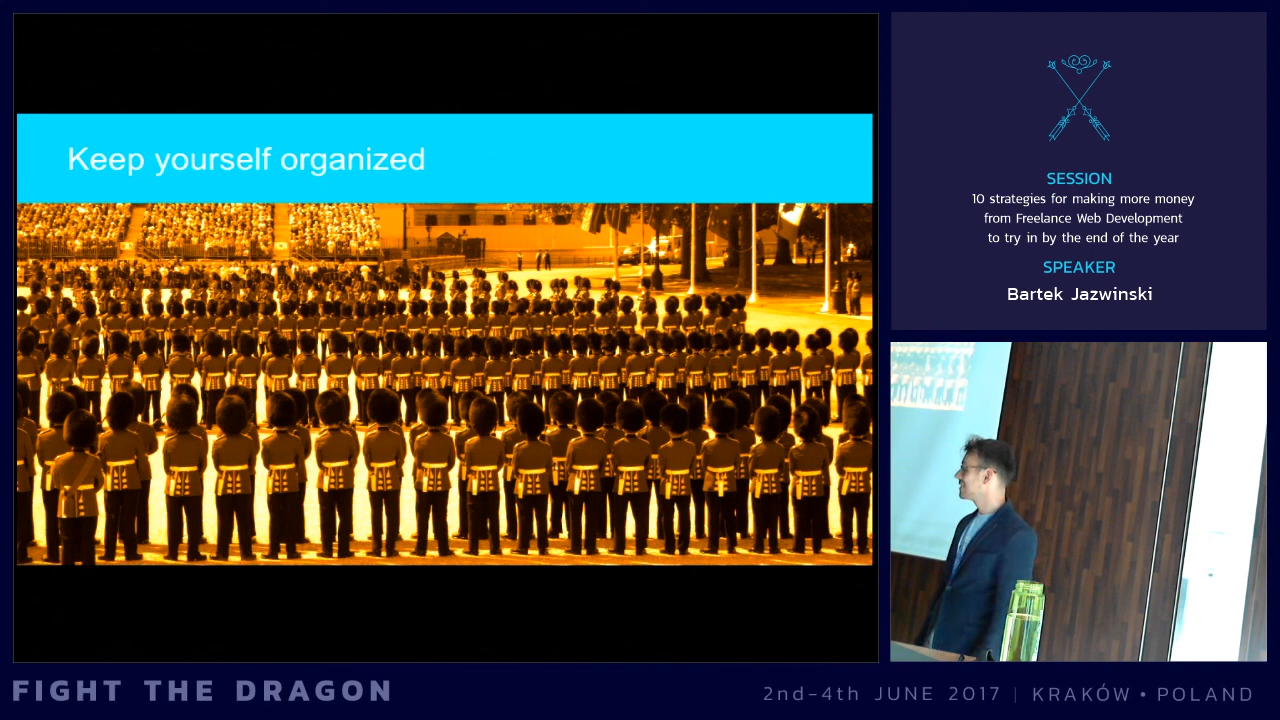 Keep yourself organized
SESSION
10 strategies for making more money
from Freelance Web Development
to try in by the end of the year
SPEAKER
Bartek Jazwinski
FIGHT THE DRAGON
2nd-4th JUNE 2017 | KRAKÓW • POLAND